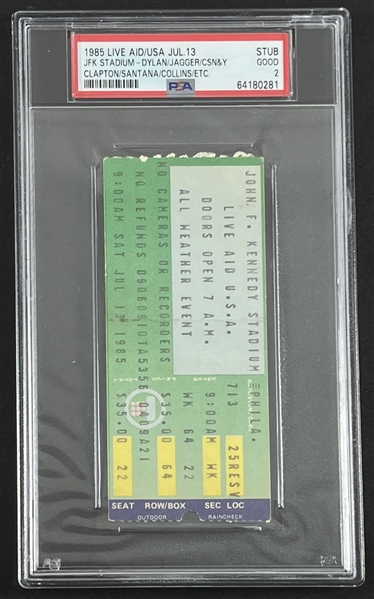 1985 LIVE AID/USA JUL.13 STUB
JFK STADIUM - DYLAN/JAGGER/CSN&Y GOOD
CLAPTON/SANTANA/COLLINS/ETC. 2
PSA 64180281
JOHN F. KENNEDY STADIUM PHILA.
LIVE AID U.S.A.
DOORS OPEN 7 A.M.
ALL WEATHER EVENT
NO CAMERAS OR RECORDERS
NO REFUNDS
9:00AM SAT JUL 13 1985
713 25RESV
9:00AM WK
WK 64 22
$35.00 64
$35.00 22
SEAT ROW/BOX SEC LOC
OUTDOOR RAINCHECK